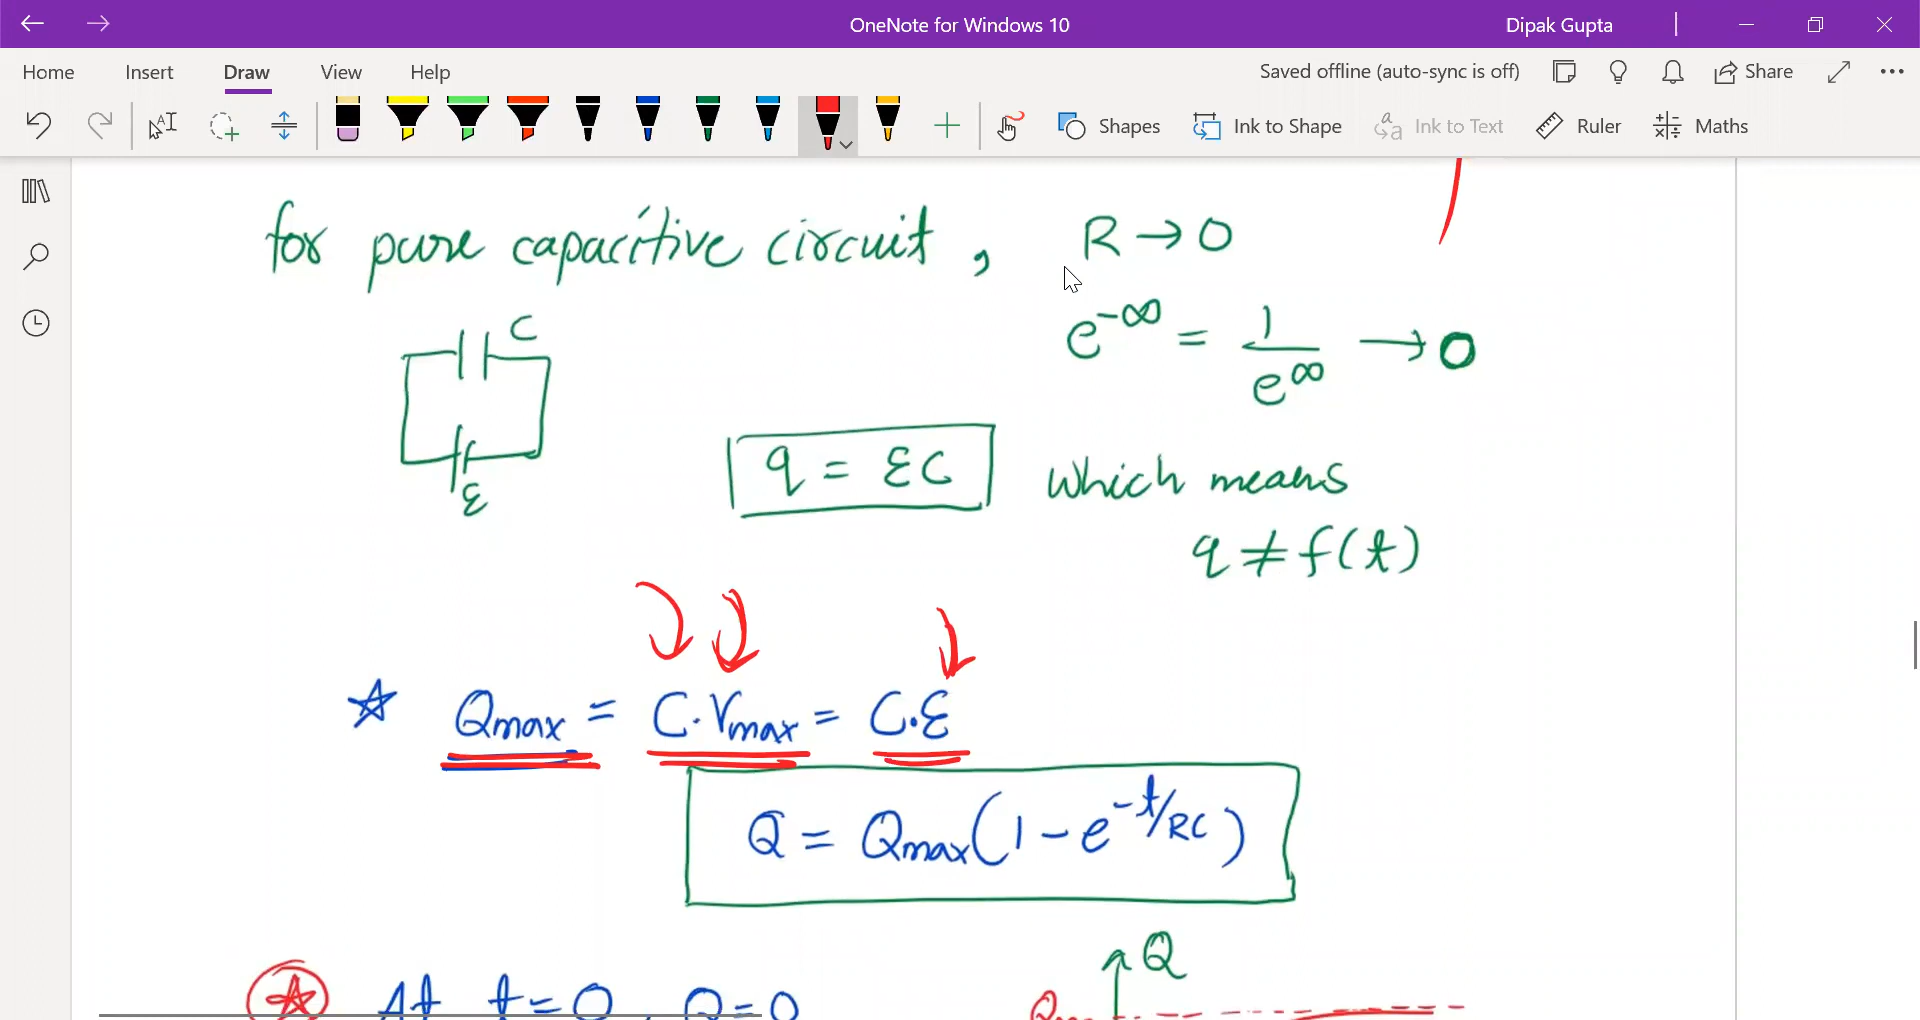 OneNote for Windows 10
Dipak Gupta
Home Insert Draw View Help
Saved offline (auto-sync is off) Share
Shapes Ink to Shape Ink to Text Ruler Maths
for pure capacitive circuit, R → 0
C
e^-∞ = 1/e^∞ → 0
ε
q = εC which means
q ≠ f(t)
☆ Qmax = C.Vmax = C.ε
Q = Qmax(1 - e^-t/RC)
Q
☆ At t=0, Q=0